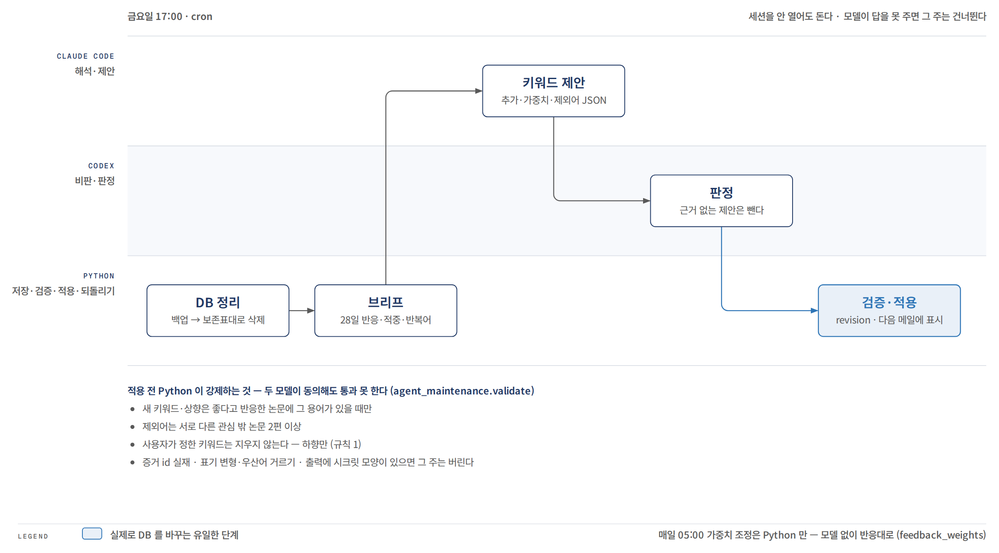 금요일 17:00 · cron
세션을 안 열어도 돈다 · 모델이 답을 못 주면 그 주는 건너뛴다
CLAUDE CODE
해석·제안
키워드 제안
추가·가중치·제외어 JSON
CODEX
비판·판정
판정
근거 없는 제안은 뺀다
PYTHON
저장·검증·적용·되돌리기
DB 정리
백업 → 보존표대로 삭제
브리프
28일 반응·적중·반복어
검증·적용
revision · 다음 메일에 표시
적용 전 Python 이 강제하는 것 — 두 모델이 동의해도 통과 못 한다 (agent_maintenance.validate)
● 새 키워드·상향은 좋다고 반응한 논문에 그 용어가 있을 때만
● 제외어는 서로 다른 관심 밖 논문 2편 이상
● 사용자가 정한 키워드는 지우지 않는다 — 하향만 (규칙 1)
● 증거 id 실재 · 표기 변형·우산어 거르기 · 출력에 시크릿 모양이 있으면 그 주는 버린다
LEGEND
실제로 DB 를 바꾸는 유일한 단계
매일 05:00 가중치 조정은 Python 만 — 모델 없이 반응대로 (feedback_weights)